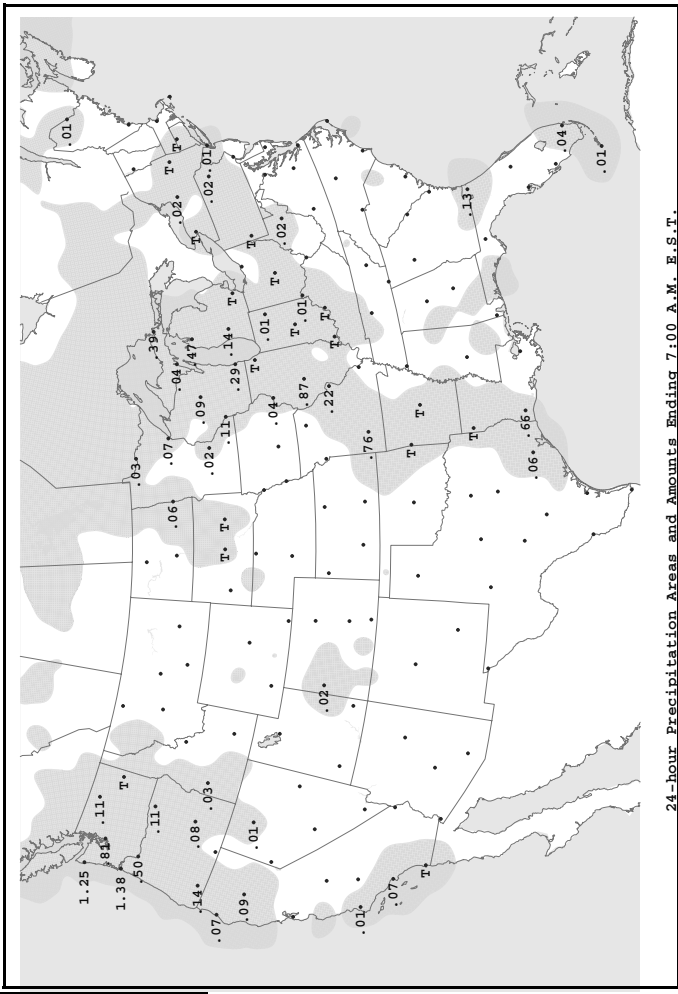 .01
1.25
.11
.81
1.38
T
.03
.50
.39
.11
.07
T
.06
.04
.02
T
.47
.14
.08
.09
T
.03
.02
.02
.01
.07
T
T
.11
.14
T
.29
.09
T
.01
T
.01
.04
T
.02
T
.01
.87
.02
T
.22
T
.01
.76
.07
T
T
T
.13
T
.66
.06
.04
.01
24-hour Precipitation Areas and Amounts Ending 7:00 A.M. E.S.T.